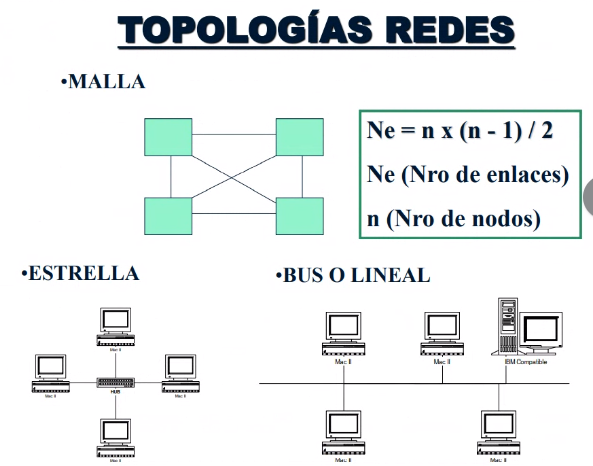 TOPOLOGÍAS REDES
•MALLA
Ne = n x (n - 1) / 2
Ne (Nro de enlaces)
n (Nro de nodos)
•ESTRELLA
•BUS O LINEAL
Mac II
Mac II
HUB
Mac II
Mac II
Mac II
Mac II
IBM Compatible
Mac II
Mac II